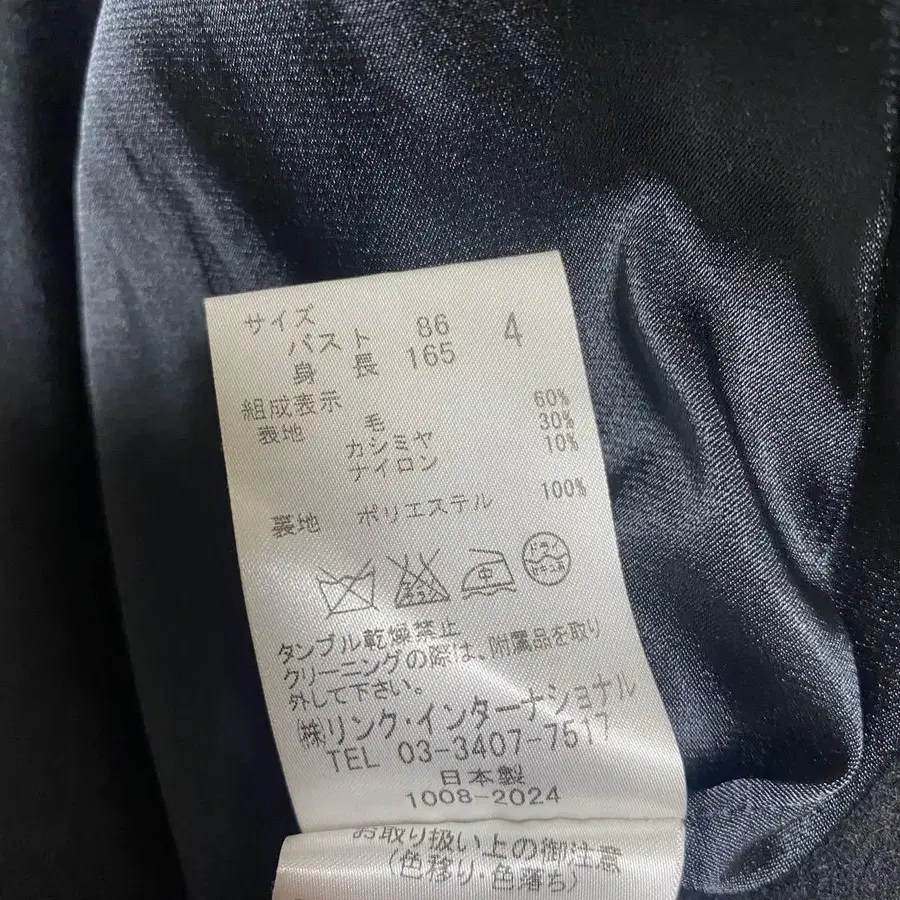 サイズ 4
バスト 86
身長 165
組成表示
表地 毛 60%
カシミヤ 30%
ナイロン 10%
裏地 ポリエステル 100%
中
ドライ
タンブル乾燥禁止
クリーニングの際は、附属品を取り
外して下さい。
㈱リンク・インターナショナル
TEL 03-3407-7517
日本製
1008-2024
お取り扱い上の御注意
(色移り・色落ち)